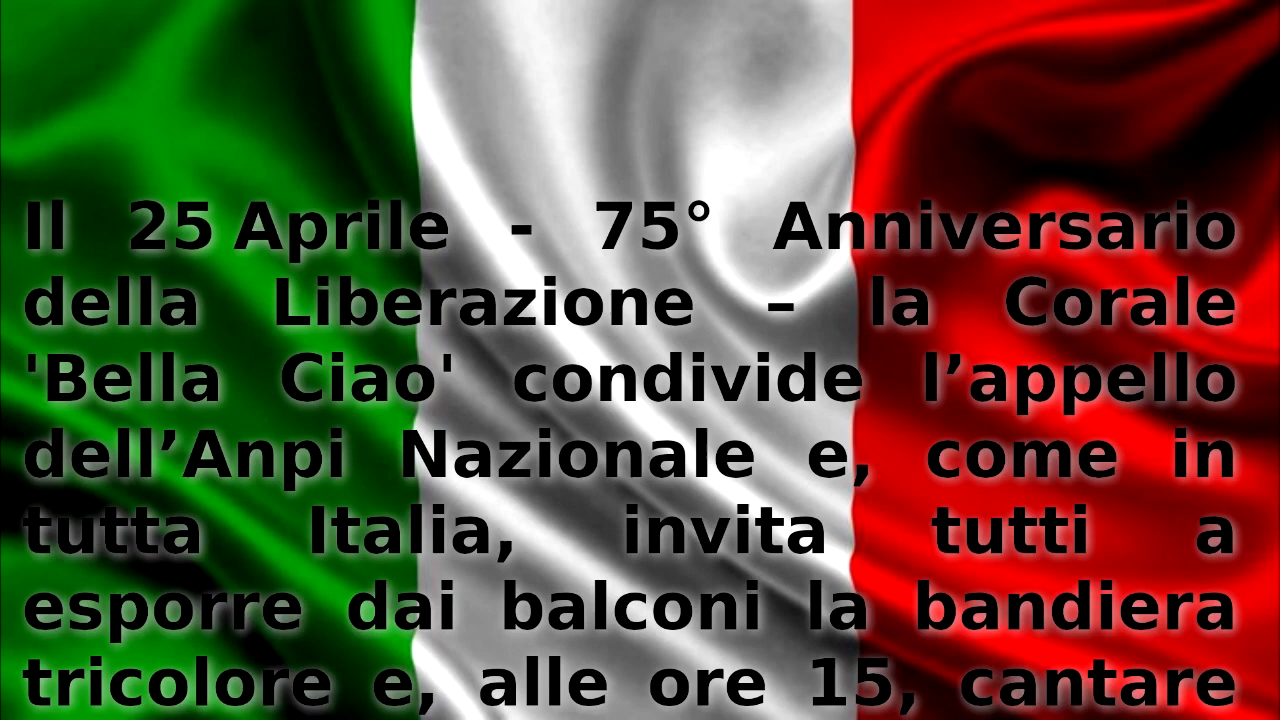 Il 25 Aprile - 75° Anniversario
della Liberazione – la Corale
'Bella Ciao' condivide l’appello
dell’Anpi Nazionale e, come in
tutta Italia, invita tutti a
esporre dai balconi la bandiera
tricolore e, alle ore 15, cantare